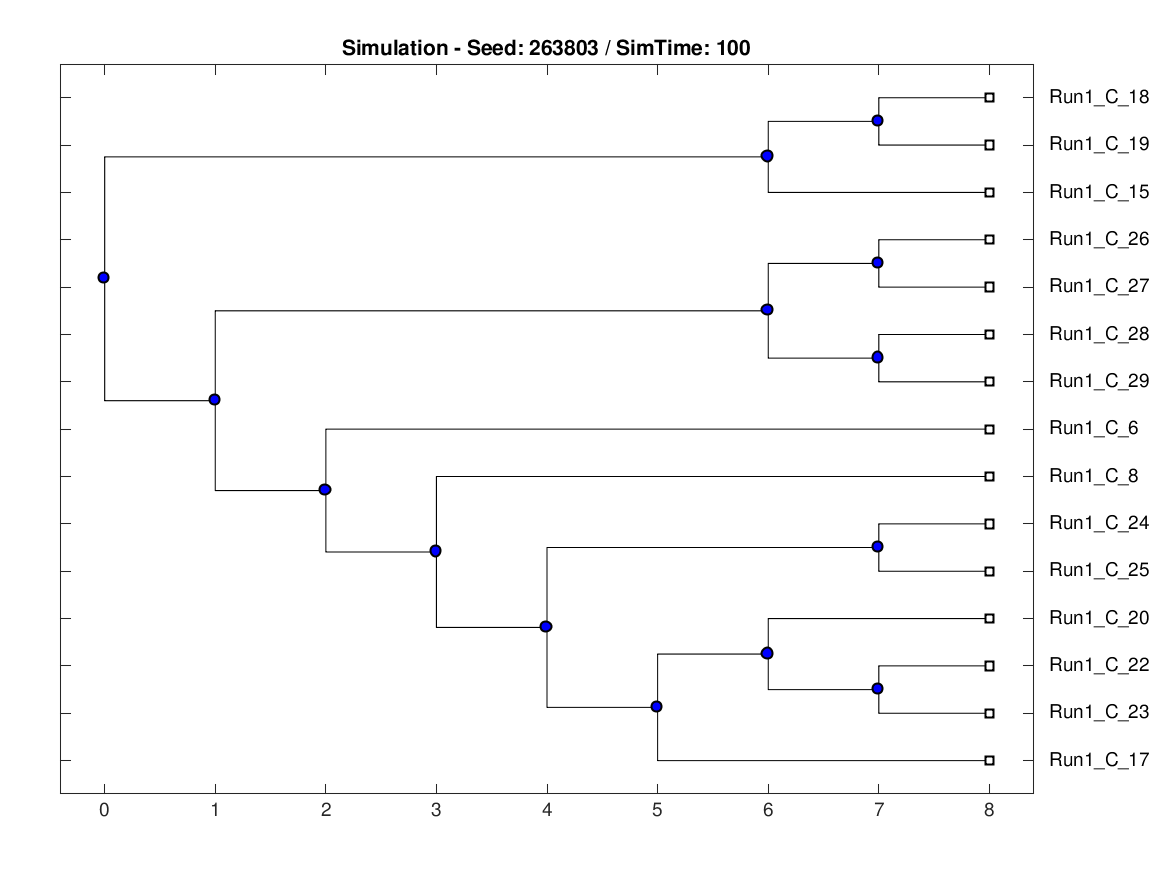 Simulation - Seed: 263803 / SimTime: 100
Run1_C_18
Run1_C_19
Run1_C_15
Run1_C_26
Run1_C_27
Run1_C_28
Run1_C_29
Run1_C_6
Run1_C_8
Run1_C_24
Run1_C_25
Run1_C_20
Run1_C_22
Run1_C_23
Run1_C_17
0 1 2 3 4 5 6 7 8